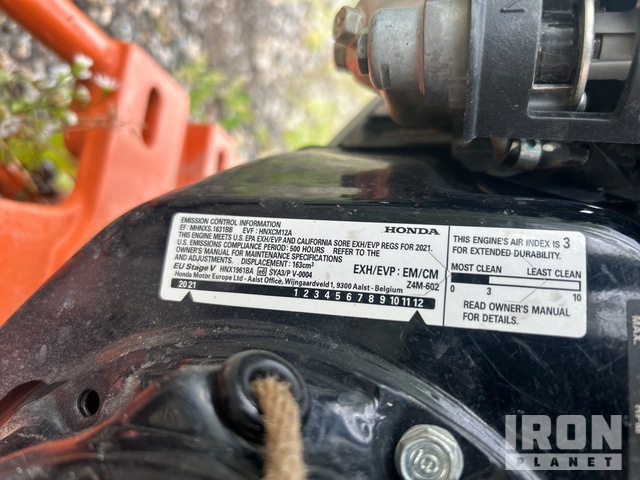 EMISSION CONTROL INFORMATION
HONDA
EF: MHNXS.1631BB EVF: HNXCM12A
THIS ENGINE MEETS U.S. EPA EXH/EVP AND CALIFORNIA SORE EXH/EVP REGS FOR 2021.
U.S. EMISSIONS COMPLIANCE PERIOD: 500 HOURS REFER TO THE
OWNER'S MANUAL FOR MAINTENANCE SPECIFICATIONS AND
ADJUSTMENTS. DISPLACEMENT: 163cm³
EXH/EVP: EM/CM
EU Stage V HNX1961BA SYA3/P V-0004
Honda Motor Europe Ltd - Aalst Office, Wijngaardveld1, 9300 Aalst - Belgium
Z4M-602
2021 1 2 3 4 5 6 7 8 9 10 11 12
THIS ENGINE'S AIR INDEX IS 3
FOR EXTENDED DURABILITY.
MOST CLEAN LEAST CLEAN
0 3 10
READ OWNER'S MANUAL
FOR DETAILS.
IRON
PLANET